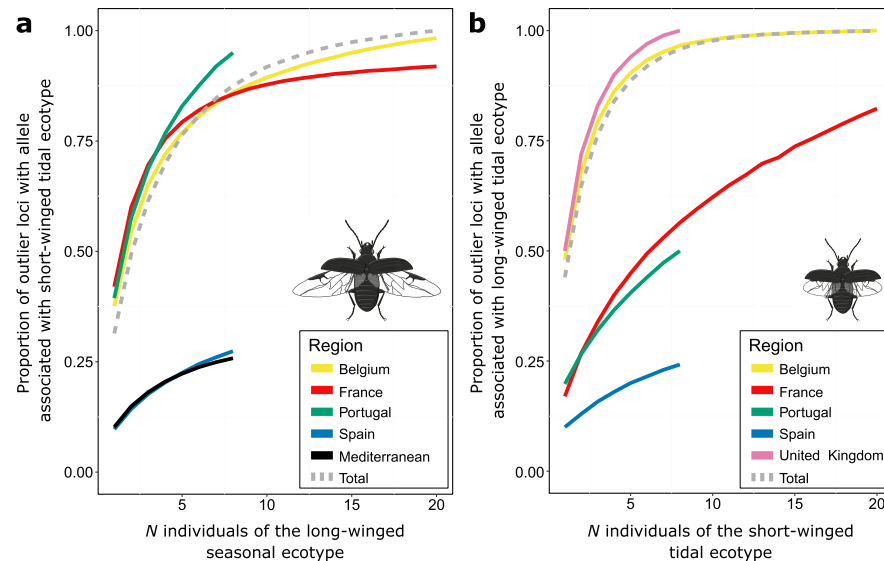 a
Proportion of outlier loci with allele
associated with short-winged tidal ecotype
1.00
0.75
0.50
0.25
0.00
5
10
15
20
N individuals of the long-winged
seasonal ecotype
Region
Belgium
France
Portugal
Spain
Mediterranean
Total
b
Proportion of outlier loci with allele
associated with long-winged tidal ecotype
1.00
0.75
0.50
0.25
0.00
5
10
15
20
N individuals of the short-winged
tidal ecotype
Region
Belgium
France
Portugal
Spain
United Kingdom
Total